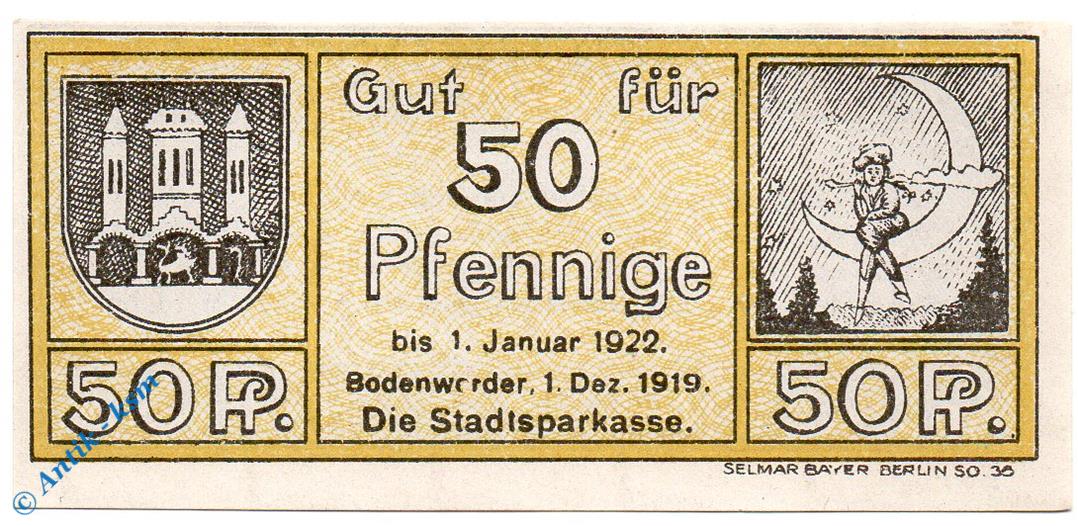 Gut für
50
Pfennige
bis 1. Januar 1922.
Bodenwerder, 1. Dez. 1919.
Die Stadtsparkasse.
50 Pf.
50 Pf.
SELMAR BAYER BERLIN SO. 36
© Antik - ksm